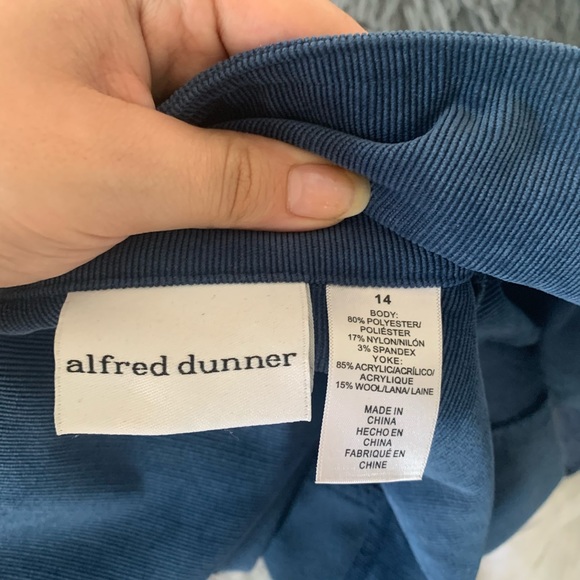 alfred dunner
14
BODY:
80% POLYESTER/
POLIÉSTER
17% NYLON/NILÓN
3% SPANDEX
YOKE:
85% ACRYLIC/ACRÍLICO/
ACRYLIQUE
15% WOOL/LANA/ LAINE
MADE IN
CHINA
HECHO EN
CHINA
FABRIQUÉ EN
CHINE